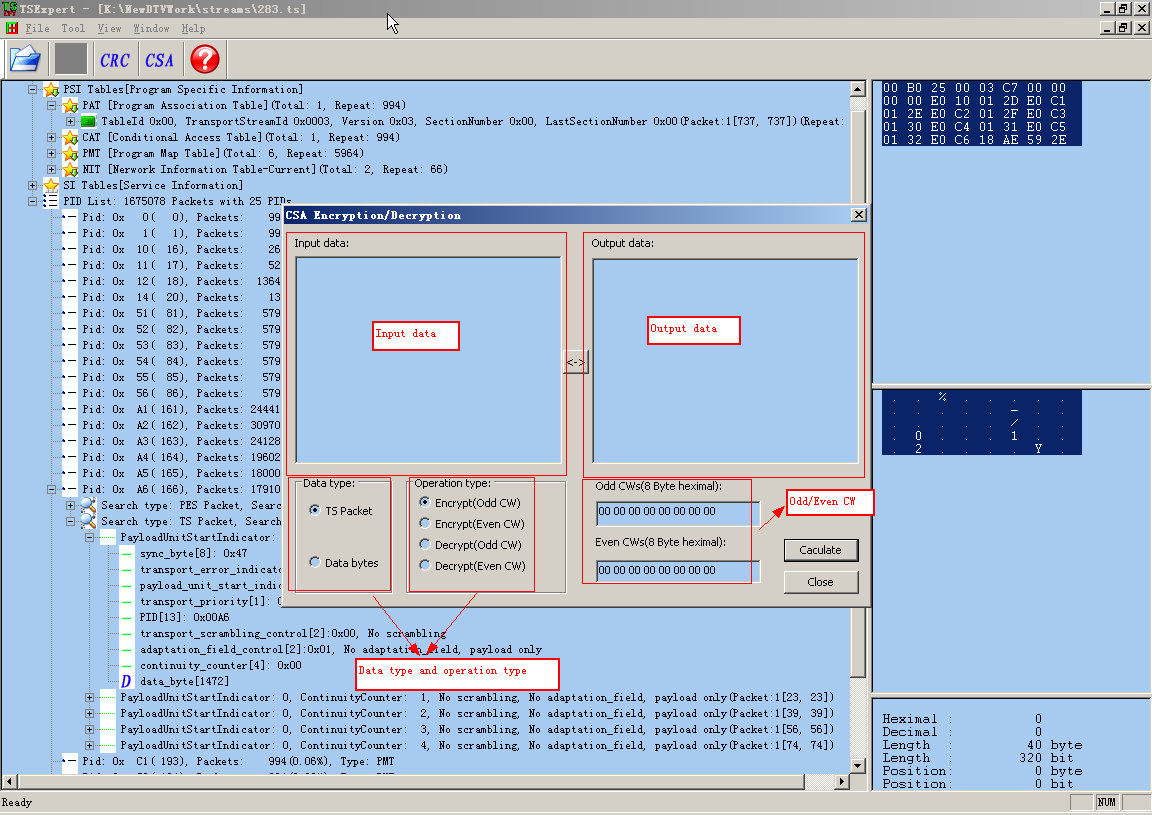 TSExpert - [K:\NewDTVWork\streams\283.ts]
File Tool View Window Help
CRC CSA
PSI Tables[Program Specific Information]
PAT [Program Association Table](Total: 1, Repeat: 994)
TableId 0x00, TransportStreamId 0x0003, Version 0x03, SectionNumber 0x00, LastSectionNumber 0x00(Packet:1[737, 737])(Repeat:
CAT [Conditional Access Table](Total: 1, Repeat: 994)
PMT [Program Map Table](Total: 6, Repeat: 5964)
NIT [Nerwork Information Table-Current](Total: 2, Repeat: 66)
SI Tables[Service Information]
PID List: 1675078 Packets with 25 PIDs
Pid: 0x 0( 0), Packets: 99
Pid: 0x 1( 1), Packets: 99
Pid: 0x 10( 16), Packets: 26
Pid: 0x 11( 17), Packets: 52
Pid: 0x 12( 18), Packets: 1364
Pid: 0x 14( 20), Packets: 13
Pid: 0x 51( 81), Packets: 579
Pid: 0x 52( 82), Packets: 579
Pid: 0x 53( 83), Packets: 579
Pid: 0x 54( 84), Packets: 579
Pid: 0x 55( 85), Packets: 579
Pid: 0x 56( 86), Packets: 579
Pid: 0x A1( 161), Packets: 24441
Pid: 0x A2( 162), Packets: 30970
Pid: 0x A3( 163), Packets: 24128
Pid: 0x A4( 164), Packets: 19602
Pid: 0x A5( 165), Packets: 18000
Pid: 0x A6( 166), Packets: 17910
Search type: PES Packet, Searc
Search type: TS Packet, Search
PayloadUnitStartIndicator:
sync_byte[8]: 0x47
transport_error_indicato
payload_unit_start_indic
transport_priority[1]: 0
PID[13]: 0x00A6
transport_scrambling_control[2]:0x00, No scrambling
adaptation_field_control[2]:0x01, No adaptation_field, payload only
continuity_counter[4]: 0x00
D data_byte[1472]
PayloadUnitStartIndicator: 0, ContinuityCounter: 1, No scrambling, No adaptation_field, payload only(Packet:1[23, 23])
PayloadUnitStartIndicator: 0, ContinuityCounter: 2, No scrambling, No adaptation_field, payload only(Packet:1[39, 39])
PayloadUnitStartIndicator: 0, ContinuityCounter: 3, No scrambling, No adaptation_field, payload only(Packet:1[56, 56])
PayloadUnitStartIndicator: 0, ContinuityCounter: 4, No scrambling, No adaptation_field, payload only(Packet:1[74, 74])
Pid: 0x C1( 193), Packets: 994(0.06%), Type: PMT
CSA Encryption/Decryption
Input data:
Input data
<->
Output data:
Output data
Data type:
TS Packet
Data bytes
Operation type:
Encrypt(Odd CW)
Encrypt(Even CW)
Decrypt(Odd CW)
Decrypt(Even CW)
Odd CWs(8 Byte heximal):
00 00 00 00 00 00 00 00
Even CWs(8 Byte heximal):
00 00 00 00 00 00 00 00
Odd/Even CW
Caculate
Close
Data type and operation type
00 B0 25 00 03 C7 00 00
00 00 E0 10 01 2D E0 C1
01 2E E0 C2 01 2F E0 C3
01 30 E0 C4 01 31 E0 C5
01 32 E0 C6 18 AE 59 2E
. . % . . . . .
. . . . . - . .
. . . . . / . .
. 0 . . . 1 . .
. 2 . . . . Y .
Heximal : 0
Decimal : 0
Length : 40 byte
Length : 320 bit
Position: 0 byte
Position: 0 bit
Ready
NUM